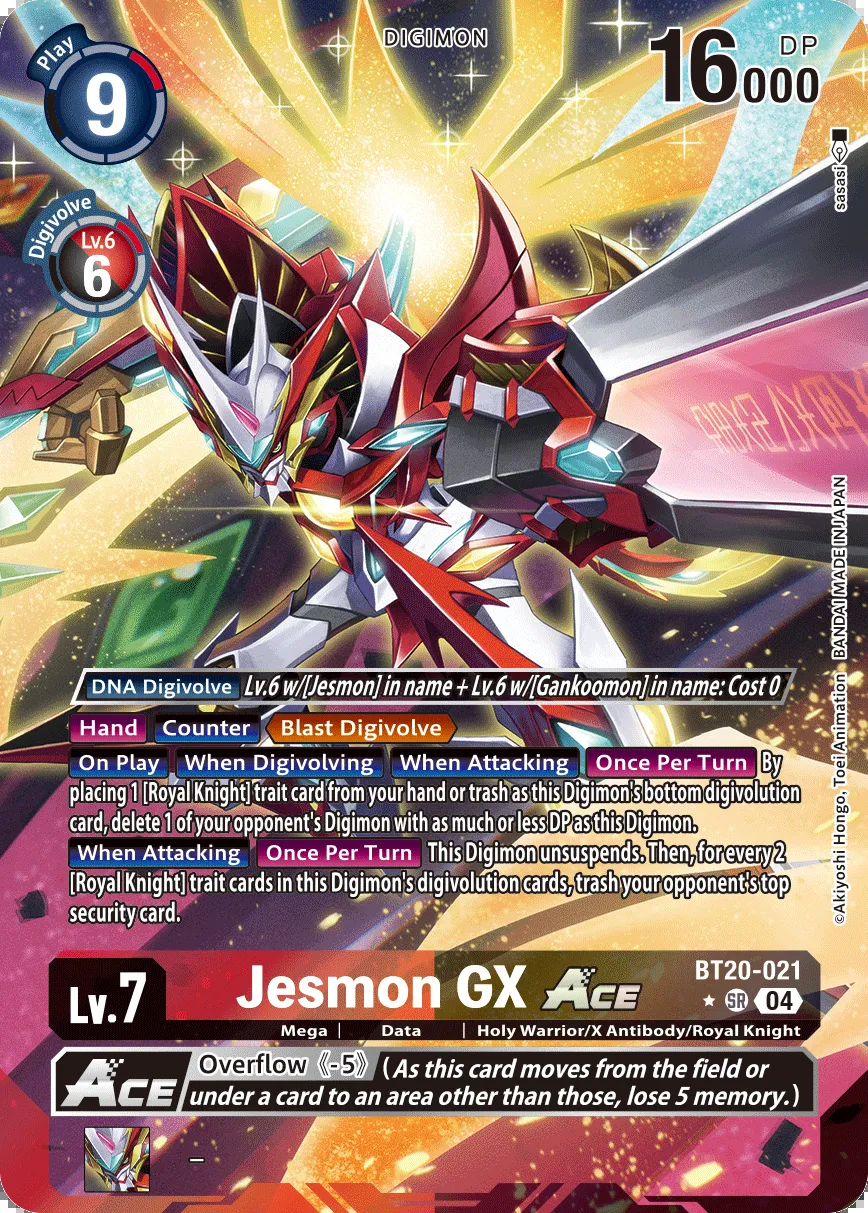 DIGIMON
Play
9
DP
16000
Digivolve
Lv.6
6
sasasi
DNA Digivolve Lv.6 w/[Jesmon] in name + Lv.6 w/[Gankoomon] in name: Cost 0
Hand Counter Blast Digivolve
On Play When Digivolving When Attacking Once Per Turn By
placing 1 [Royal Knight] trait card from your hand or trash as this Digimon's bottom digivolution
card, delete 1 of your opponent's Digimon with as much or less DP as this Digimon.
When Attacking Once Per Turn This Digimon unsuspends. Then, for every 2
[Royal Knight] trait cards in this Digimon's digivolution cards, trash your opponent's top
security card.
©Akiyoshi Hongo, Toei Animation BANDAI MADE IN JAPAN
Lv.7
Jesmon GX ACE
BT20-021
SR 04
Mega | Data | Holy Warrior/X Antibody/Royal Knight
ACE
Overflow 《-5》 (As this card moves from the field or
under a card to an area other than those, lose 5 memory.)
–